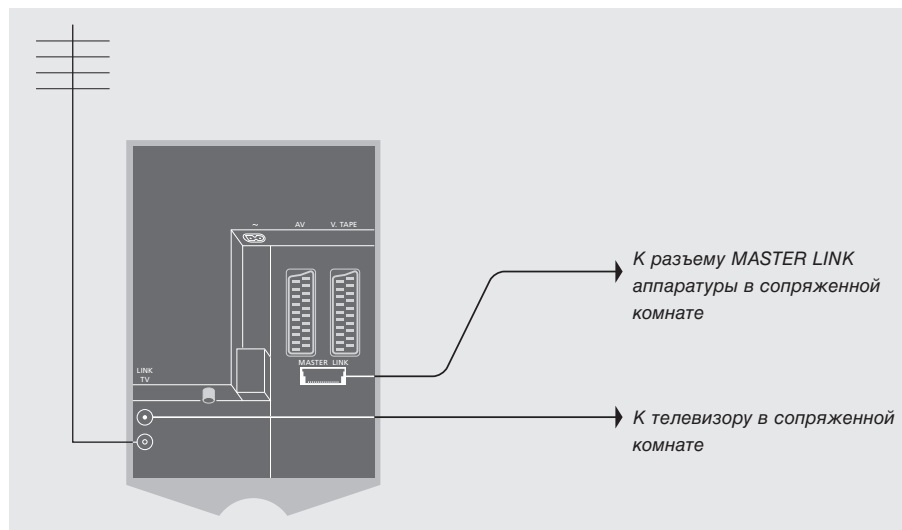 ~
AV V. TAPE
К разъему MASTER LINK
аппаратуры в сопряженной
комнате
MASTER LINK
LINK
TV
К телевизору в сопряженной
комнате